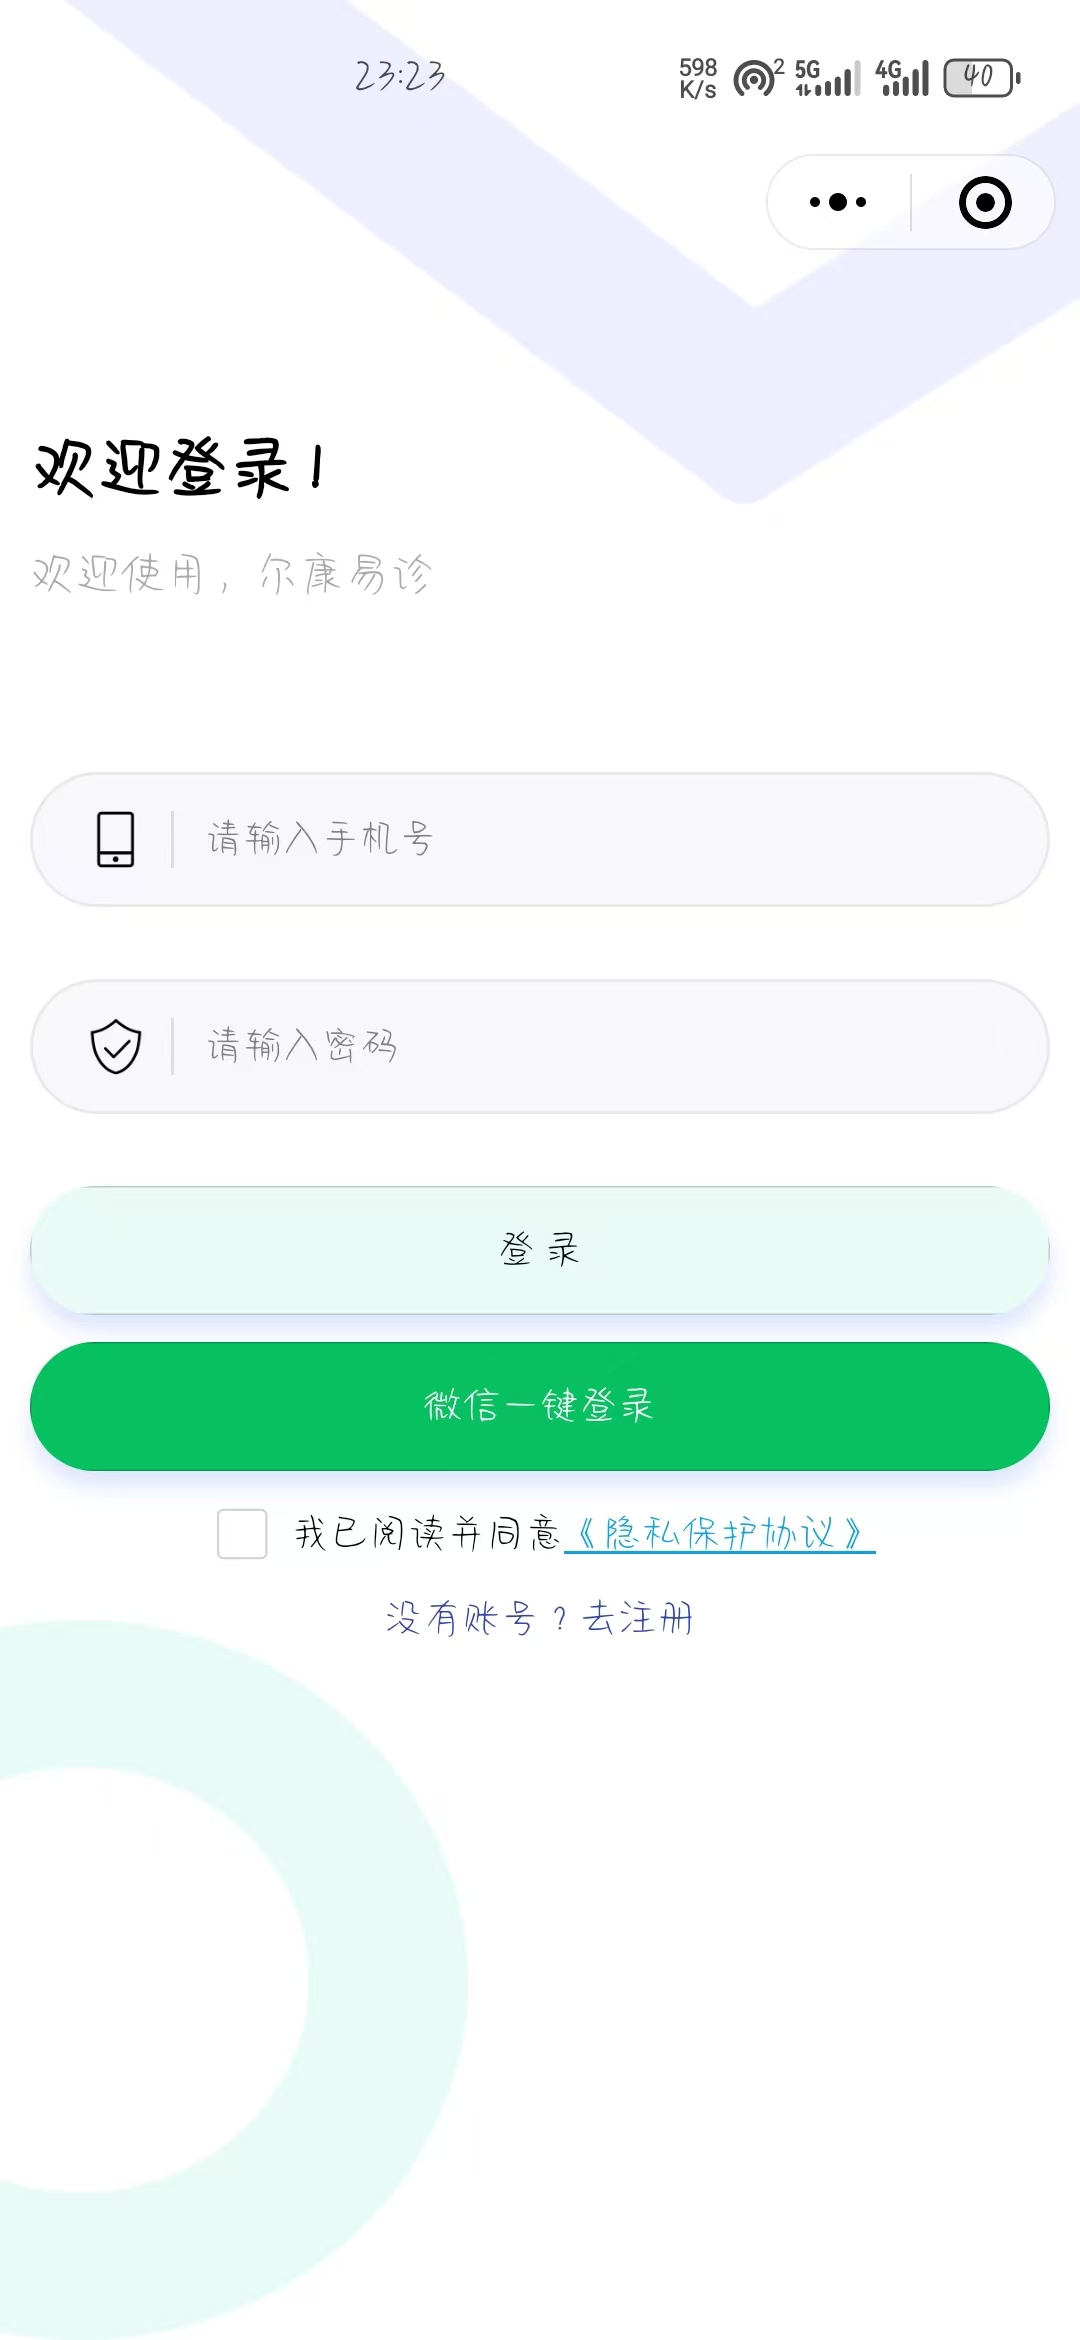 23:23
598 K/s
2
5G
4G
40
欢迎登录！
欢迎使用，尔康易诊
请输入手机号
请输入密码
登 录
微信一键登录
我已阅读并同意《隐私保护协议》
没有账号？去注册